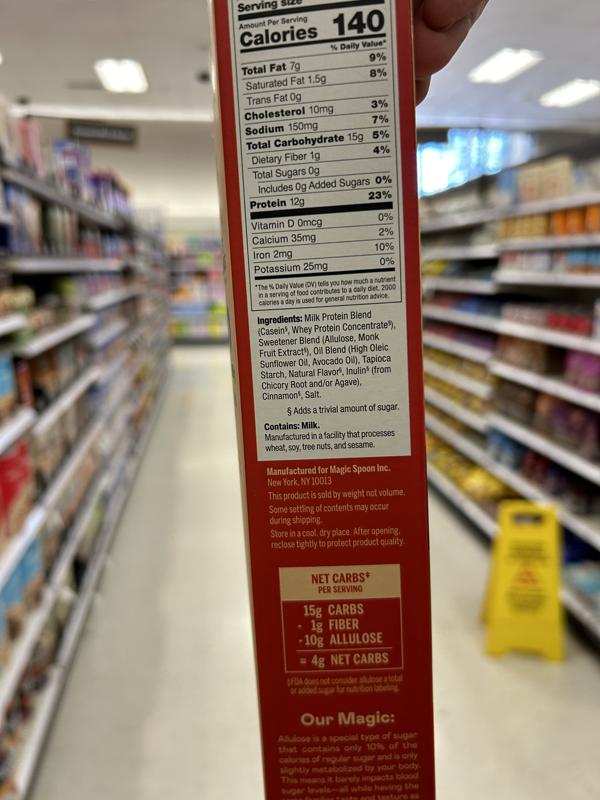 Serving size
Amount Per Serving
Calories 140
% Daily Value*
Total Fat 7g 9%
Saturated Fat 1.5g 8%
Trans Fat 0g
Cholesterol 10mg 3%
Sodium 150mg 7%
Total Carbohydrate 15g 5%
Dietary Fiber 1g 4%
Total Sugars 0g
Includes 0g Added Sugars 0%
Protein 12g 23%
Vitamin D 0mcg 0%
Calcium 35mg 2%
Iron 2mg 10%
Potassium 25mg 0%
*The % Daily Value (DV) tells you how much a nutrient
in a serving of food contributes to a daily diet. 2000
calories a day is used for general nutrition advice.
Ingredients: Milk Protein Blend
(Casein§, Whey Protein Concentrate§),
Sweetener Blend (Allulose, Monk
Fruit Extract§), Oil Blend (High Oleic
Sunflower Oil, Avocado Oil), Tapioca
Starch, Natural Flavor§, Inulin§ (from
Chicory Root and/or Agave),
Cinnamon§, Salt.
§ Adds a trivial amount of sugar.
Contains: Milk.
Manufactured in a facility that processes
wheat, soy, tree nuts, and sesame.
Manufactured for Magic Spoon Inc.
New York, NY 10013
This product is sold by weight not volume.
Some settling of contents may occur
during shipping.
Store in a cool, dry place. After opening,
reclose tightly to protect product quality.
NET CARBS‡
PER SERVING
15g CARBS
- 1g FIBER
-10g ALLULOSE
= 4g NET CARBS
‡FDA does not consider allulose a total
or added sugar for nutrition labeling.
Our Magic:
Allulose is a special type of sugar
that contains only 10% of the
calories of regular sugar and is only
slightly metabolized by your body.
This means it barely impacts blood
sugar levels—all while having the
same familiar taste and texture as